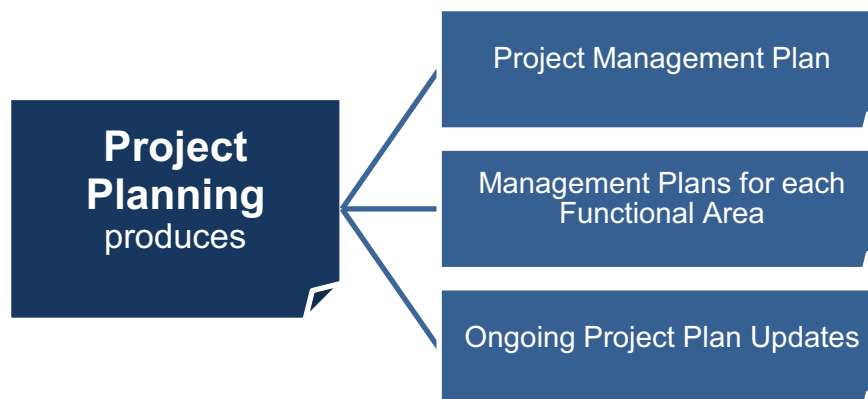 Project
Planning
produces
Project Management Plan
Management Plans for each
Functional Area
Ongoing Project Plan Updates